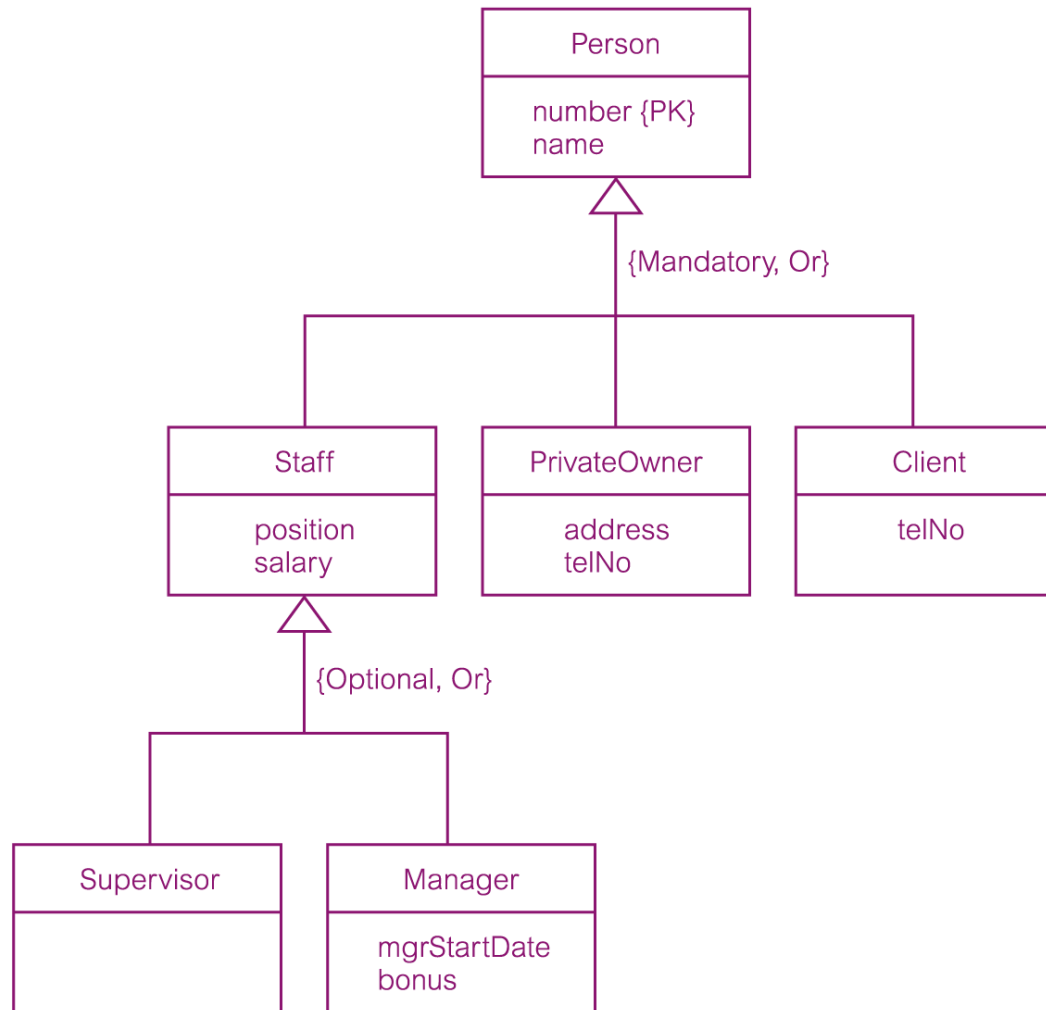 Person
number {PK}
name
{Mandatory, Or}
Staff
position
salary
PrivateOwner
address
telNo
Client
telNo
{Optional, Or}
Supervisor
Manager
mgrStartDate
bonus